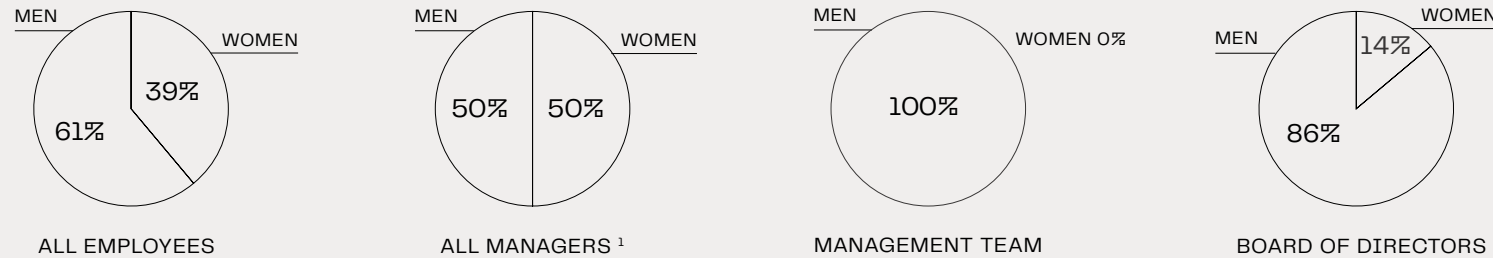 MEN
WOMEN
39%
61%
ALL EMPLOYEES
MEN
WOMEN
50% 50%
ALL MANAGERS ¹
MEN
WOMEN 0%
100%
MANAGEMENT TEAM
WOMEN
MEN
14%
86%
BOARD OF DIRECTORS